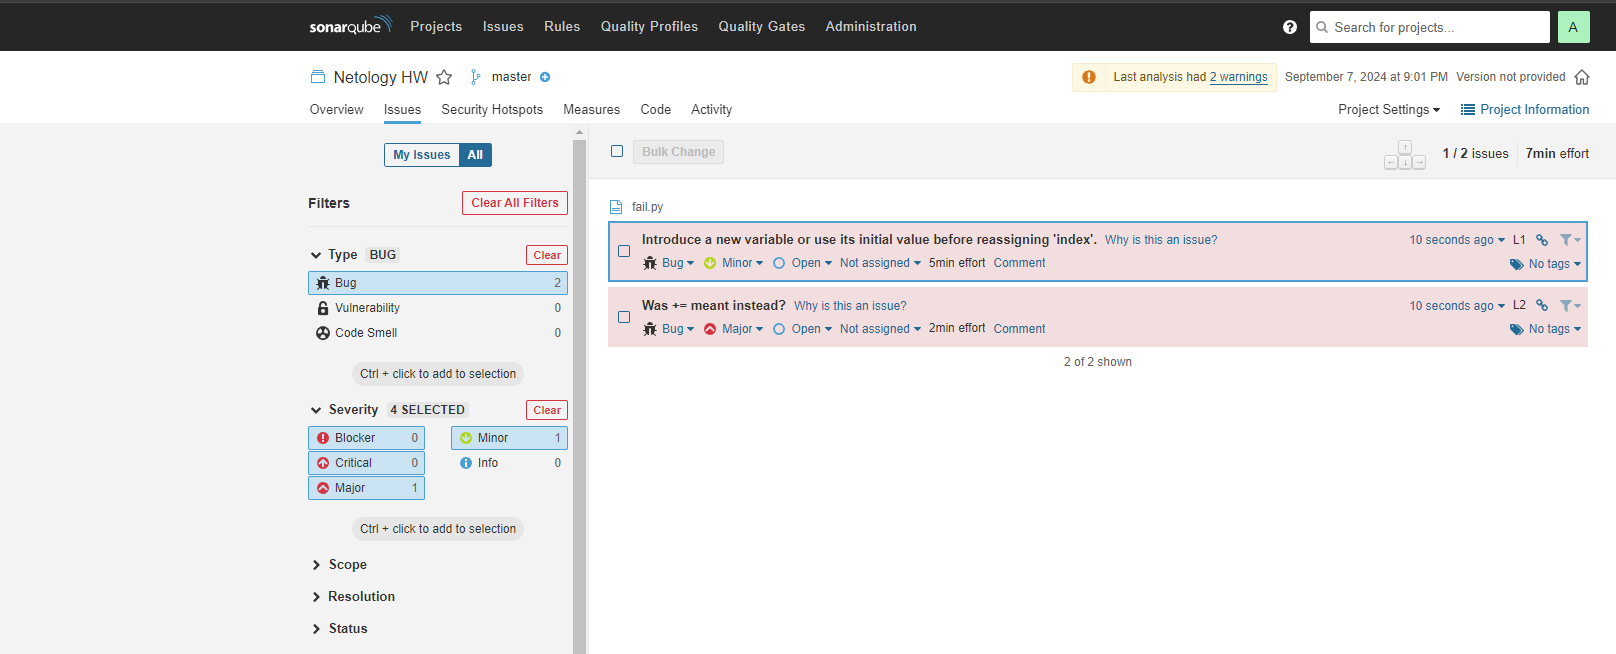 sonarqube Projects Issues Rules Quality Profiles Quality Gates Administration ? Search for projects... A
Netology HW master Last analysis had 2 warnings September 7, 2024 at 9:01 PM Version not provided
Overview Issues Security Hotspots Measures Code Activity Project Settings Project Information
My Issues All
Bulk Change 1 / 2 issues 7min effort
Filters Clear All Filters
Type BUG Clear
Bug 2
Vulnerability 0
Code Smell 0
Ctrl + click to add to selection
Severity 4 SELECTED Clear
Blocker 0 Minor 1
Critical 0 Info 0
Major 1
Ctrl + click to add to selection
Scope
Resolution
Status
fail.py
Introduce a new variable or use its initial value before reassigning 'index'. Why is this an issue? 10 seconds ago L1
Bug Minor Open Not assigned 5min effort Comment No tags
Was += meant instead? Why is this an issue? 10 seconds ago L2
Bug Major Open Not assigned 2min effort Comment No tags
2 of 2 shown